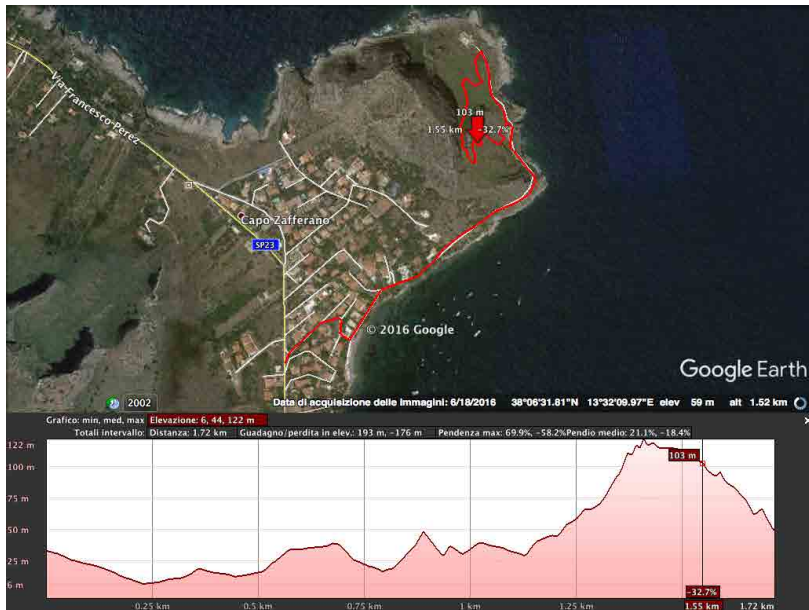 Via-Francesco-Perez
103 m
1.55 km -32.7%
Capo Zafferano
SP23
© 2016 Google
Google Earth
2002
Data di acquisizione delle immagini: 6/18/2016 38°06'31.81"N 13°32'09.97"E elev 59 m alt 1.52 km
Grafico: min, med, max Elevazione: 6, 44, 122 m
Totali intervallo: Distanza: 1.72 km Guadagno/perdita in elev.: 193 m, -176 m Pendenza max: 69.9%, -58.2% Pendio medio: 21.1%, -18.4%
122 m
103 m
100 m
75 m
50 m
25 m
6 m
-32.7%
0.25 km 0.5 km 0.75 km 1 km 1.25 km 1.55 km 1.72 km